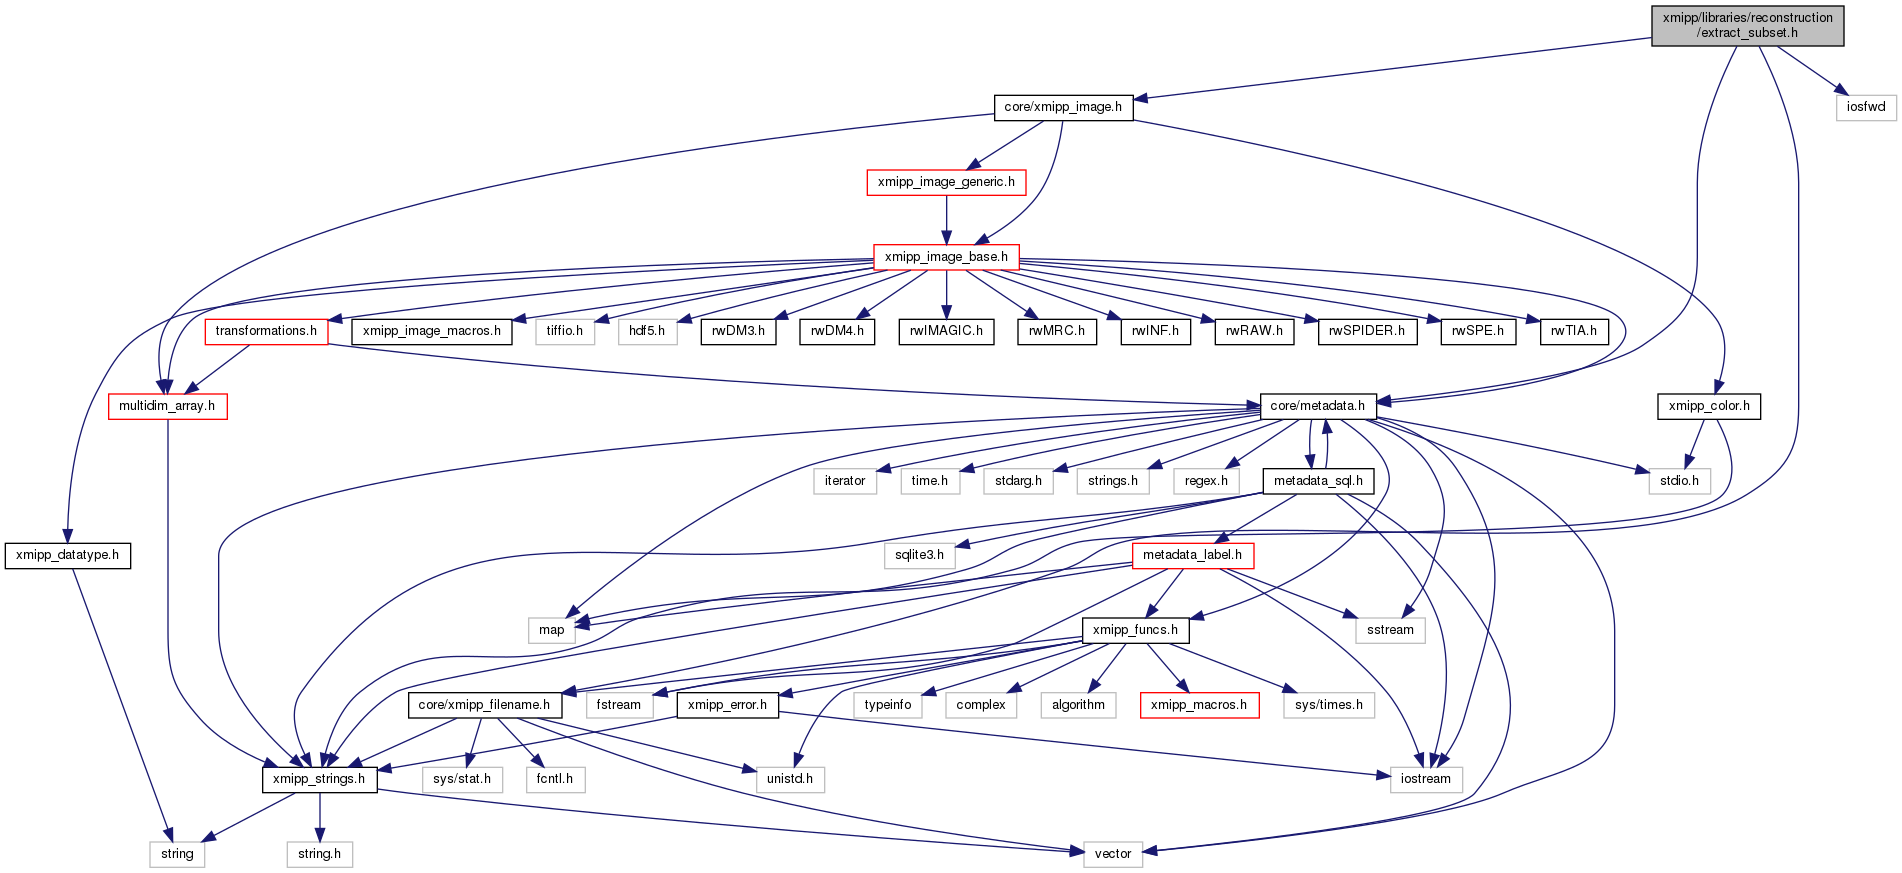 xmipp/libraries/reconstruction
/extract_subset.h
core/xmipp_image.h
iosfwd
xmipp_image_generic.h
xmipp_image_base.h
transformations.h
xmipp_image_macros.h
tiffio.h
hdf5.h
rwDM3.h
rwDM4.h
rwIMAGIC.h
rwMRC.h
rwINF.h
rwRAW.h
rwSPIDER.h
rwSPE.h
rwTIA.h
multidim_array.h
core/metadata.h
xmipp_color.h
iterator
time.h
stdarg.h
strings.h
regex.h
metadata_sql.h
stdio.h
xmipp_datatype.h
sqlite3.h
metadata_label.h
map
xmipp_funcs.h
sstream
core/xmipp_filename.h
fstream
xmipp_error.h
typeinfo
complex
algorithm
xmipp_macros.h
sys/times.h
xmipp_strings.h
sys/stat.h
fcntl.h
unistd.h
iostream
string
string.h
vector